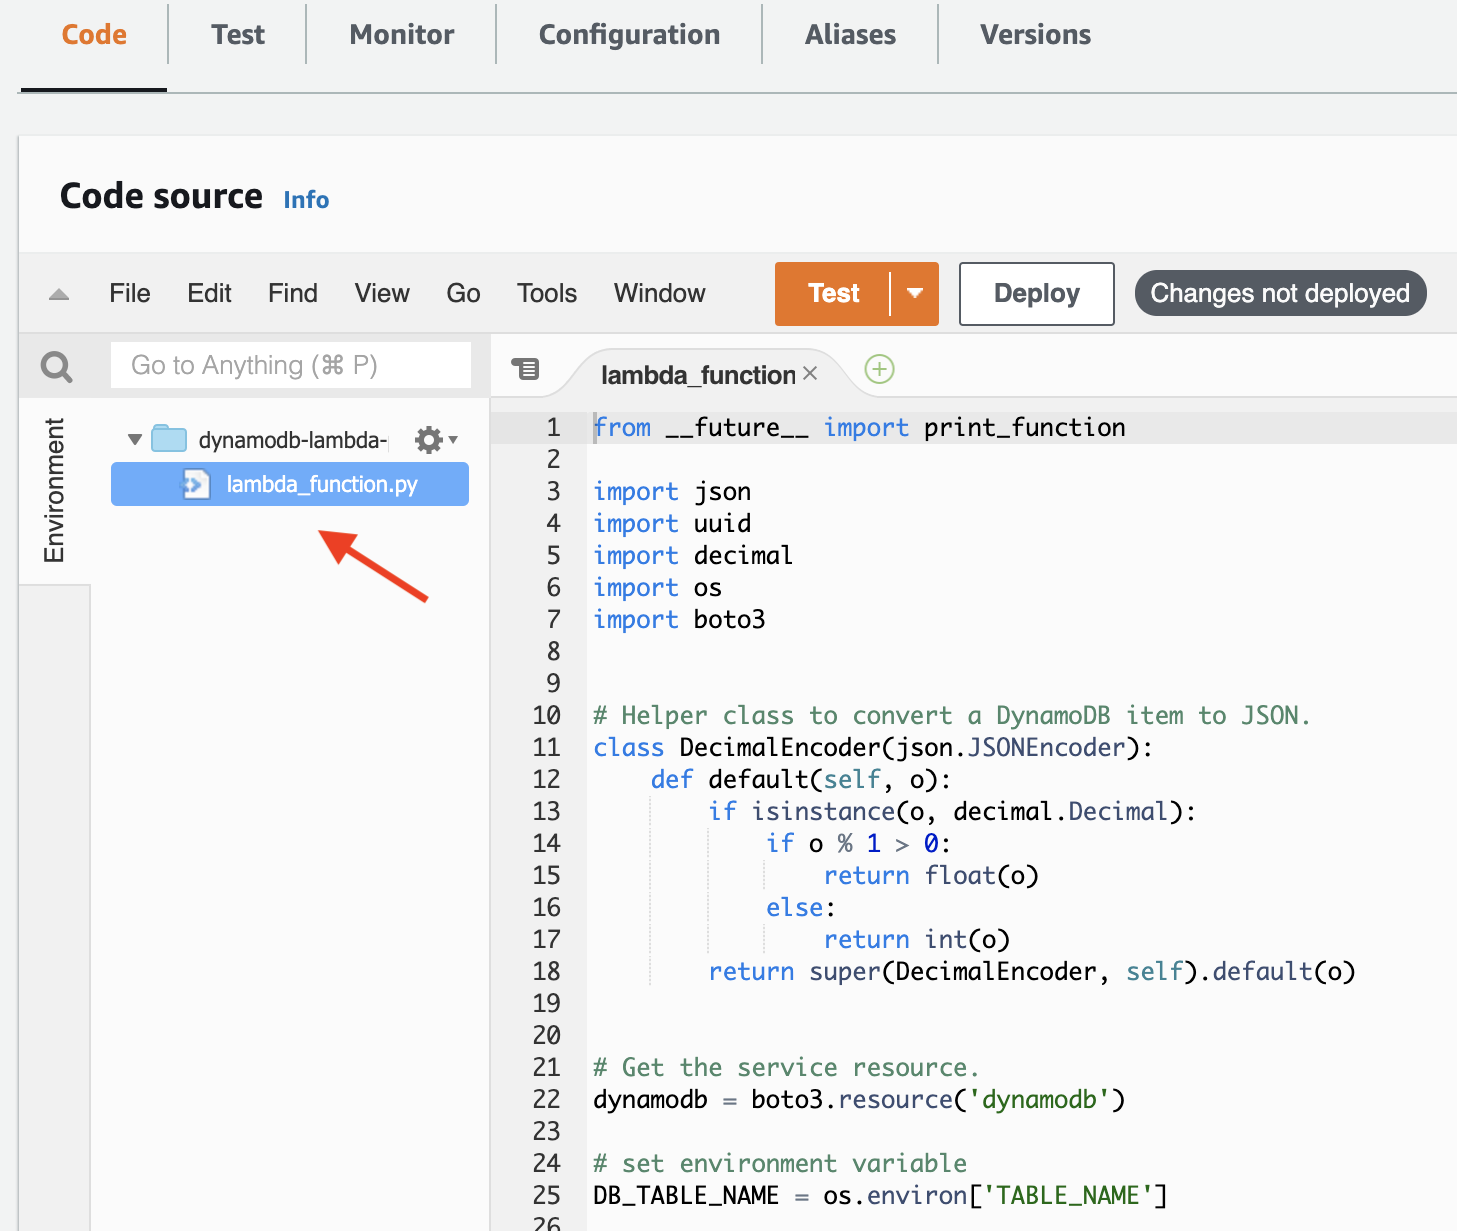 Code Test Monitor Configuration Aliases Versions
Code source Info
File Edit Find View Go Tools Window Test Deploy Changes not deployed
Go to Anything (⌘ P)
lambda_function ×
Environment
dynamodb-lambda-
lambda_function.py
1 from __future__ import print_function
2
3 import json
4 import uuid
5 import decimal
6 import os
7 import boto3
8
9
10 # Helper class to convert a DynamoDB item to JSON.
11 class DecimalEncoder(json.JSONEncoder):
12     def default(self, o):
13         if isinstance(o, decimal.Decimal):
14             if o % 1 > 0:
15                 return float(o)
16             else:
17                 return int(o)
18         return super(DecimalEncoder, self).default(o)
19
20
21 # Get the service resource.
22 dynamodb = boto3.resource('dynamodb')
23
24 # set environment variable
25 DB_TABLE_NAME = os.environ['TABLE_NAME']
26